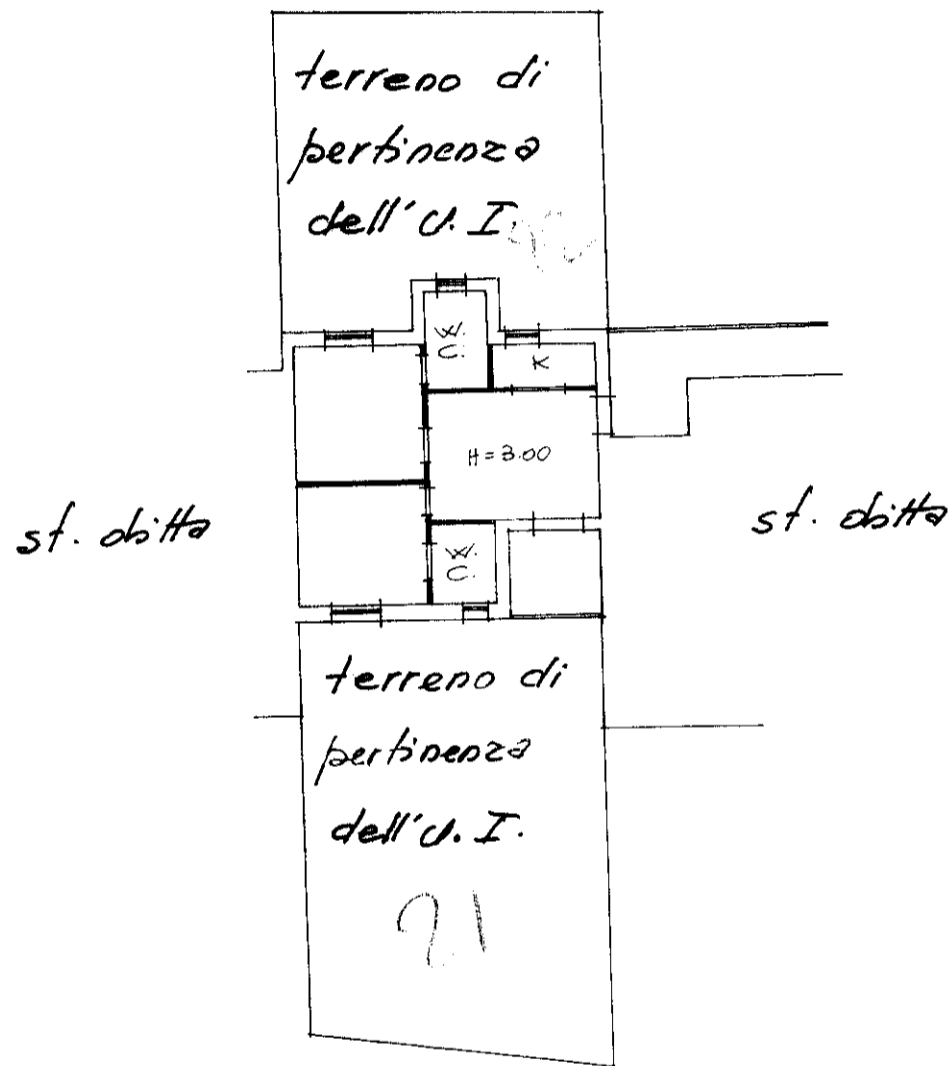 terreno di
pertinenza
dell'U.I.
W.
C.
K
H=3.00
st. ditta
st. ditta
W.
C.
terreno di
pertinenza
dell'U.I.
21